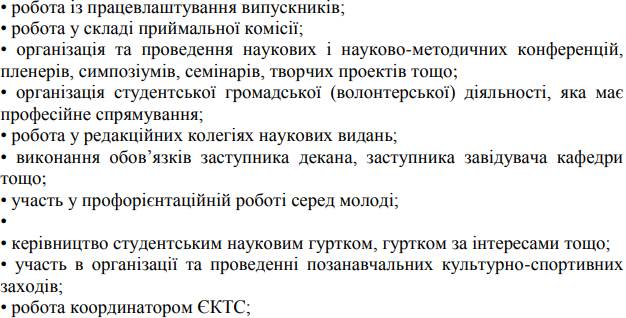 • робота із працевлаштування випускників;
• робота у складі приймальної комісії;
• організація та проведення наукових і науково-методичних конференцій,
пленерів, симпозіумів, семінарів, творчих проектів тощо;
• організація студентської громадської (волонтерської) діяльності, яка має
професійне спрямування;
• робота у редакційних колегіях наукових видань;
• виконання обов’язків заступника декана, заступника завідувача кафедри
тощо;
• участь у профорієнтаційній роботі серед молоді;
•
• керівництво студентським науковим гуртком, гуртком за інтересами тощо;
• участь в організації та проведенні позанавчальних культурно-спортивних
заходів;
• робота координатором ЄКТС;